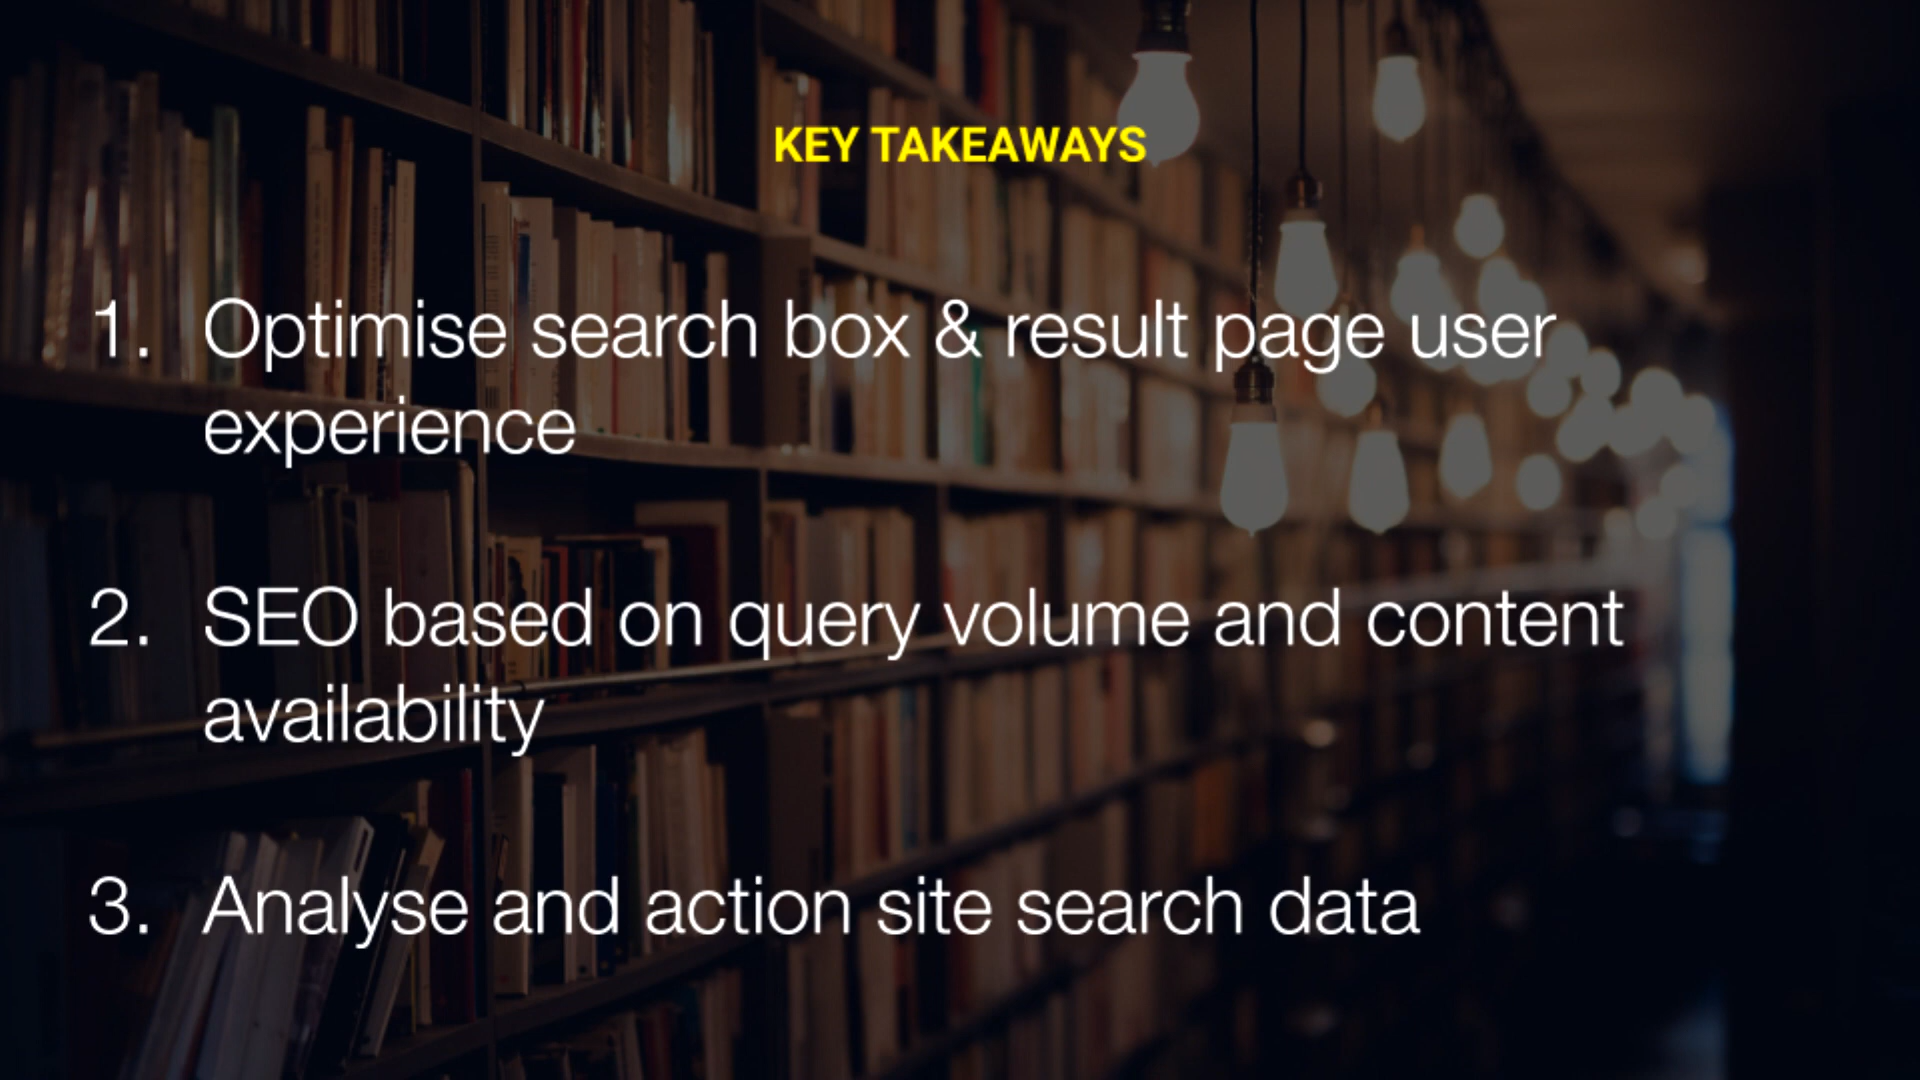 KEY TAKEAWAYS
1. Optimise search box & result page user
experience
2. SEO based on query volume and content
availability
3. Analyse and action site search data